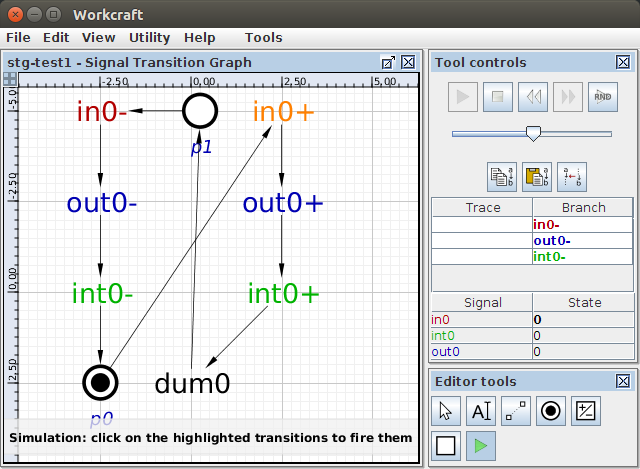 Workcraft
File Edit View Utility Help Tools
stg-test1 - Signal Transition Graph
-2,50 0,00 2,50 5,00
-5,0
-2,50
0,00
2,50
in0-
in0+
p1
out0-
out0+
int0-
int0+
dum0
p0
Simulation: click on the highlighted transitions to fire them
Tool controls
RND
a b
a b
a b
Trace Branch
in0-
out0-
int0-
Signal State
in0 0
int0 0
out0 0
Editor tools
A